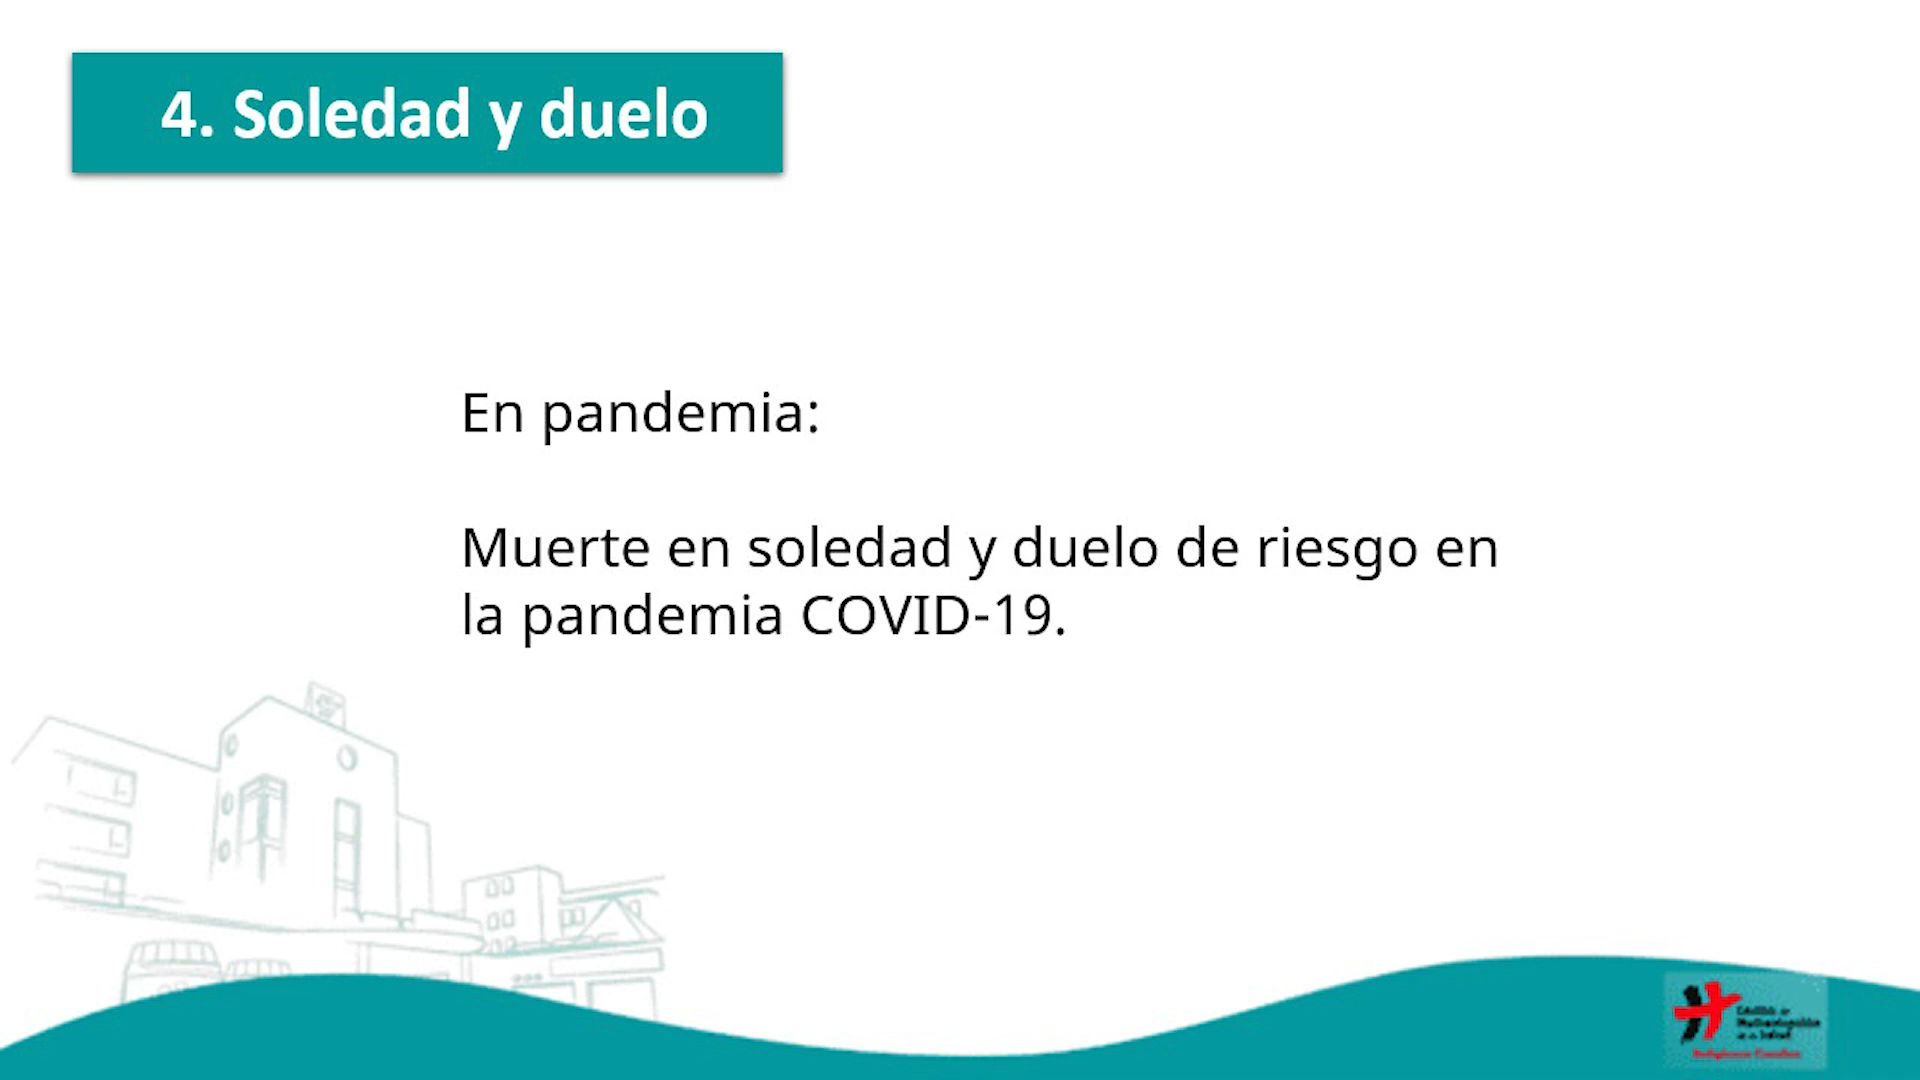 4. Soledad y duelo
En pandemia:
Muerte en soledad y duelo de riesgo en
la pandemia COVID-19.